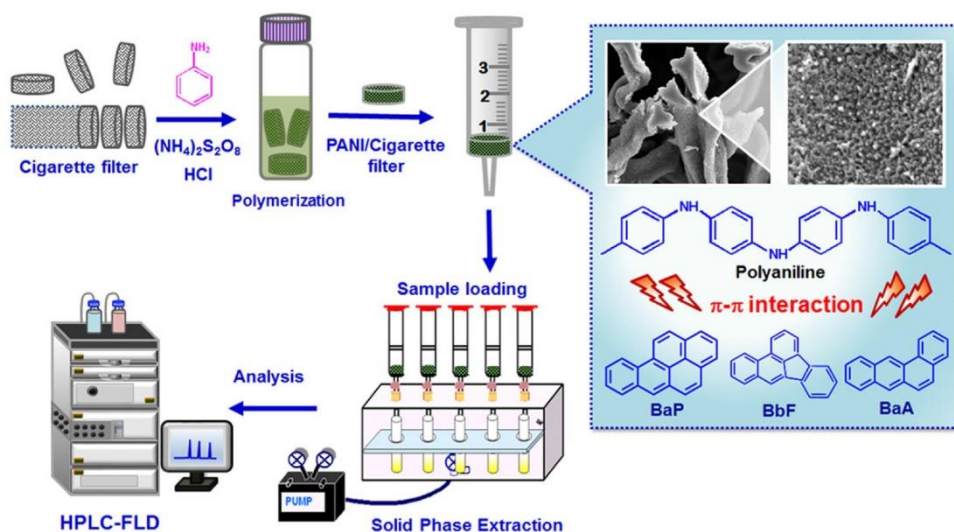 NH₂
(NH₄)₂S₂O₈
HCl
Cigarette filter
Polymerization
PANI/Cigarette
filter
3
2
1
NH
NH
NH
Polyaniline
π-π interaction
BaP
BbF
BaA
Sample loading
Analysis
PUMP
HPLC-FLD
Solid Phase Extraction